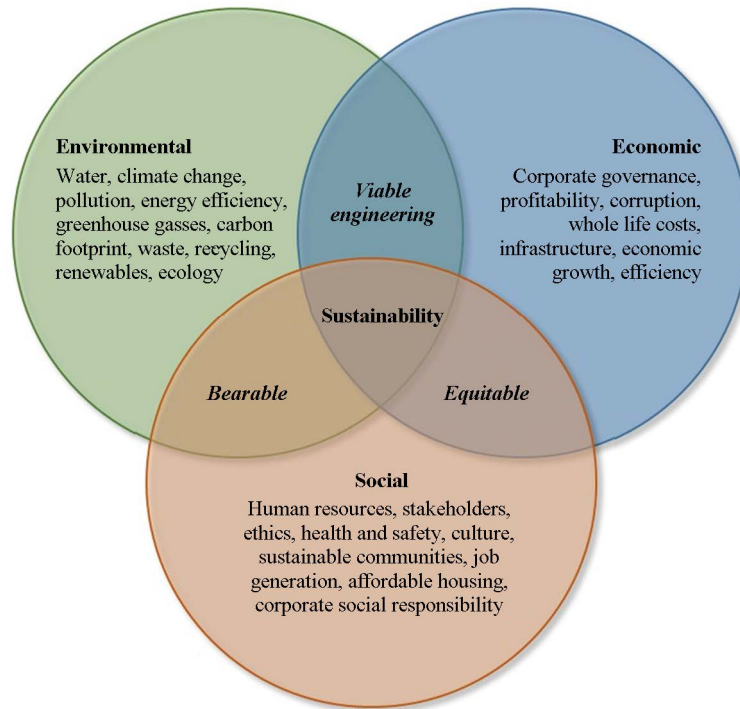 Environmental
Water, climate change,
pollution, energy efficiency,
greenhouse gasses, carbon
footprint, waste, recycling,
renewables, ecology
Economic
Corporate governance,
profitability, corruption,
whole life costs,
infrastructure, economic
growth, efficiency
Viable
engineering
Sustainability
Bearable
Equitable
Social
Human resources, stakeholders,
ethics, health and safety, culture,
sustainable communities, job
generation, affordable housing,
corporate social responsibility